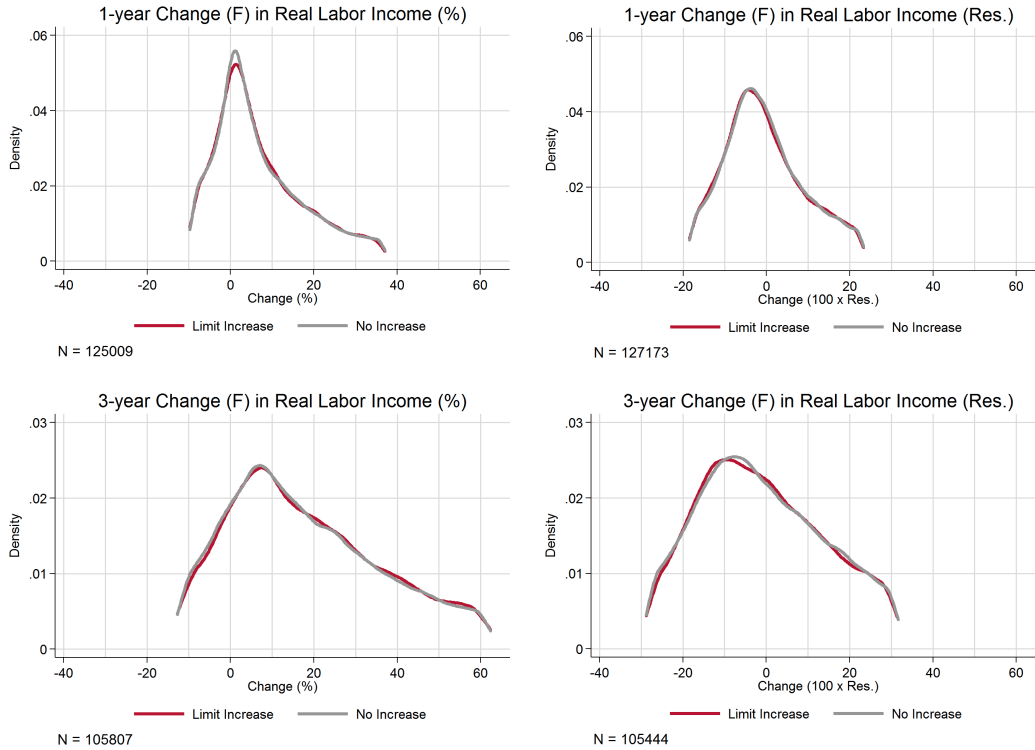 1-year Change (F) in Real Labor Income (%)
.06
.04
.02
0
Density
-40 -20 0 20 40 60
Change (%)
Limit Increase No Increase
N = 125009
1-year Change (F) in Real Labor Income (Res.)
.06
.04
.02
0
Density
-40 -20 0 20 40 60
Change (100 x Res.)
Limit Increase No Increase
N = 127173
3-year Change (F) in Real Labor Income (%)
.03
.02
.01
0
Density
-40 -20 0 20 40 60
Change (%)
Limit Increase No Increase
N = 105807
3-year Change (F) in Real Labor Income (Res.)
.03
.02
.01
0
Density
-40 -20 0 20 40 60
Change (100 x Res.)
Limit Increase No Increase
N = 105444